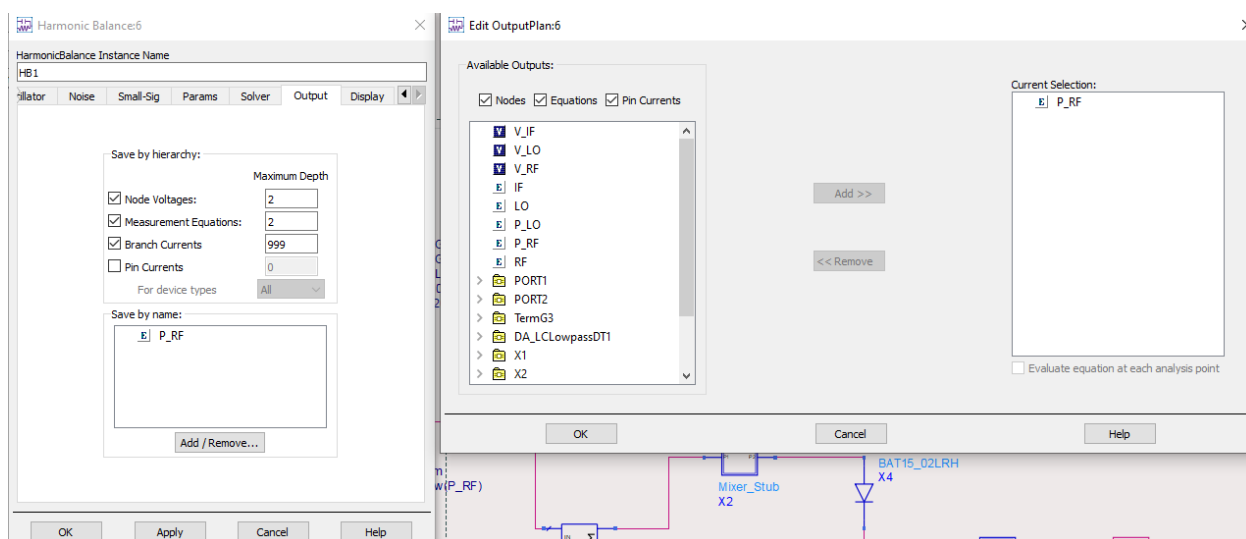 Harmonic Balance:6
HarmonicBalance Instance Name
HB1
illator Noise Small-Sig Params Solver Output Display
Save by hierarchy:
Maximum Depth
Node Voltages: 2
Measurement Equations: 2
Branch Currents 999
Pin Currents 0
For device types All
Save by name:
E P_RF
Add / Remove...
OK Apply Cancel Help
Edit OutputPlan:6
Available Outputs:
Nodes Equations Pin Currents
V V_IF
V V_LO
V V_RF
E IF
E LO
E P_LO
E P_RF
E RF
PORT1
PORT2
TermG3
DA_LCLowpassDT1
X1
X2
Add >>
<< Remove
Current Selection:
E P_RF
Evaluate equation at each analysis point
OK Cancel Help
w(P_RF)
Mixer_Stub
X2
BAT15_02LRH
X4
IN